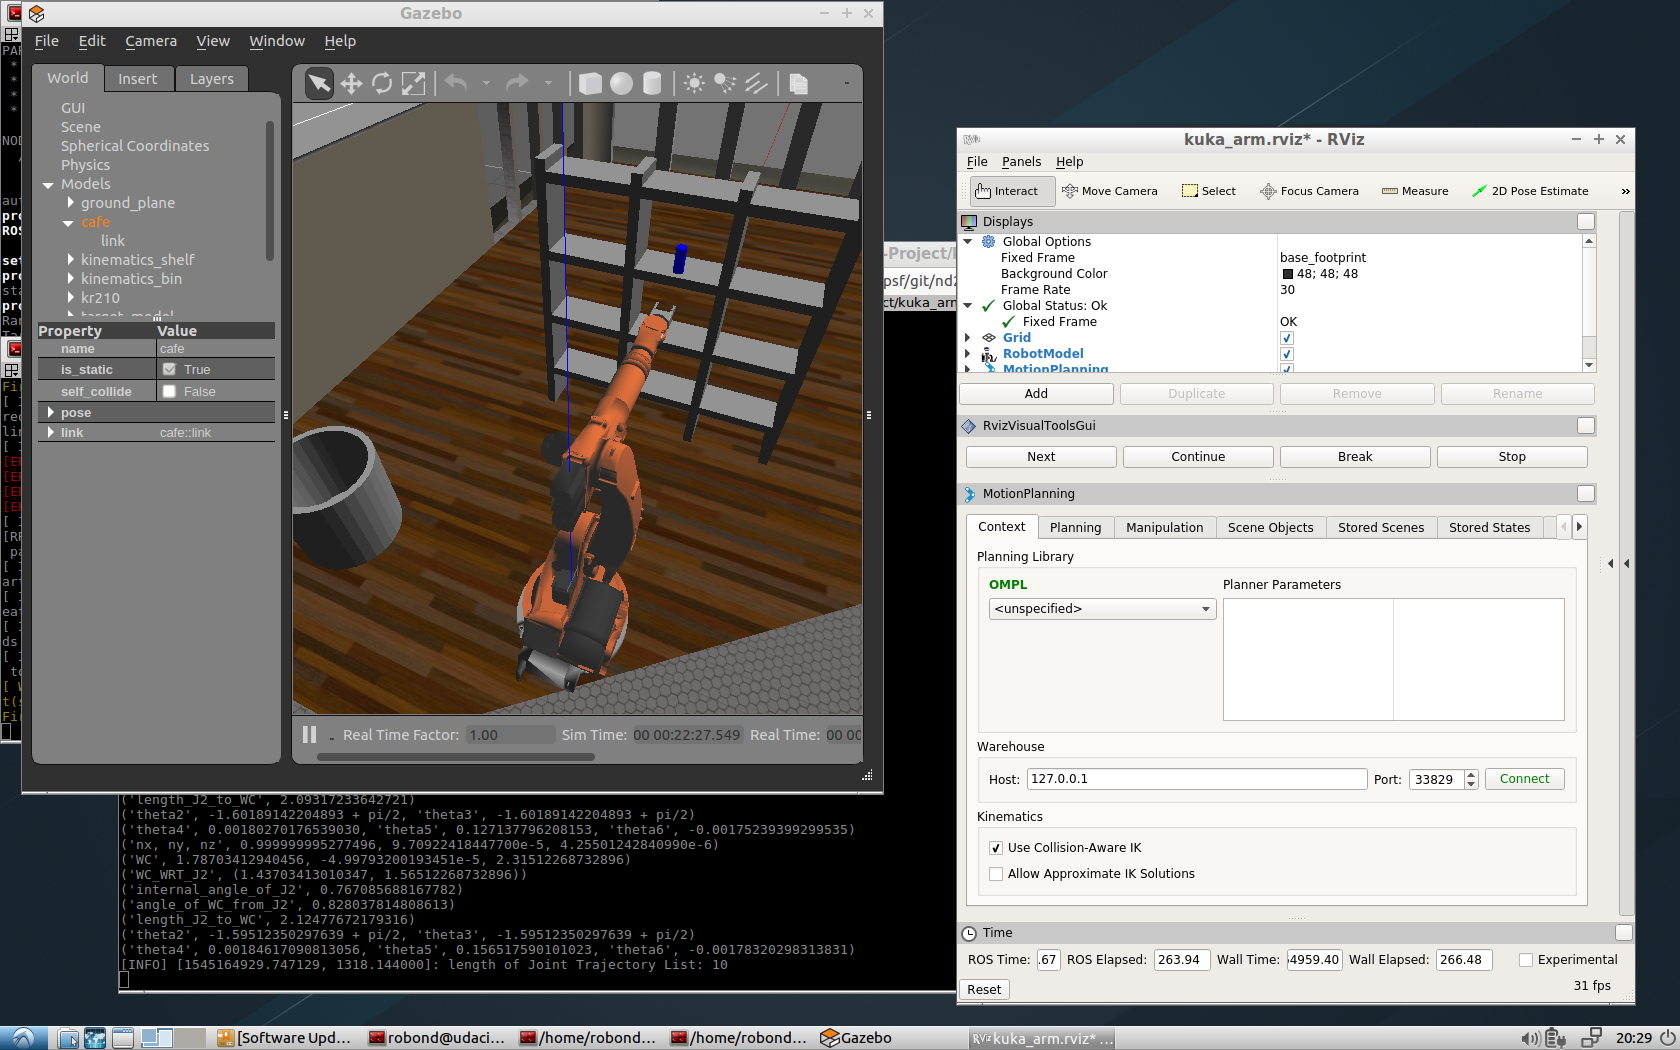 Gazebo
File Edit Camera View Window Help
World Insert Layers
GUI
Scene
Spherical Coordinates
Physics
Models
ground_plane
cafe
link
kinematics_shelf
kinematics_bin
kr210
target_model
Property Value
name cafe
is_static True
self_collide False
pose
link cafe::link
Real Time Factor: 1.00 Sim Time: 00 00:22:27.549 Real Time: 00 00
('length_J2_to_WC', 2.09317233642721)
('theta2', -1.60189142204893 + pi/2, 'theta3', -1.60189142204893 + pi/2)
('theta4', 0.00180270176539030, 'theta5', 0.127137796208153, 'theta6', -0.00175239399299535)
('nx, ny, nz', 0.999999995277496, 9.70922418447700e-5, 4.25501242840990e-6)
('WC', 1.78703412940456, -4.99793200193451e-5, 2.31512268732896)
('WC_WRT_J2', (1.43703413010347, 1.56512268732896))
('internal_angle_of_J2', 0.767085688167782)
('angle_of_WC_from_J2', 0.828037814808613)
('length_J2_to_WC', 2.12477672179316)
('theta2', -1.59512350297639 + pi/2, 'theta3', -1.59512350297639 + pi/2)
('theta4', 0.00184617090813056, 'theta5', 0.156517590101023, 'theta6', -0.00178320298313831)
[INFO] [1545164929.747129, 1318.144000]: length of Joint Trajectory List: 10
-Project/
psf/git/nd
ct/kuka_arm
kuka_arm.rviz* - RViz
File Panels Help
Interact Move Camera Select Focus Camera Measure 2D Pose Estimate »
Displays
Global Options
Fixed Frame base_footprint
Background Color 48; 48; 48
Frame Rate 30
Global Status: Ok
Fixed Frame OK
Grid
RobotModel
MotionPlanning
Add Duplicate Remove Rename
RvizVisualToolsGui
Next Continue Break Stop
MotionPlanning
Context Planning Manipulation Scene Objects Stored Scenes Stored States
Planning Library
OMPL Planner Parameters
<unspecified>
Warehouse
Host: 127.0.0.1 Port: 33829 Connect
Kinematics
Use Collision-Aware IK
Allow Approximate IK Solutions
Time
ROS Time: .67 ROS Elapsed: 263.94 Wall Time: 4959.40 Wall Elapsed: 266.48 Experimental
Reset 31 fps
[Software Upd... robond@udaci... /home/robond... /home/robond... Gazebo kuka_arm.rviz* ... 20:29